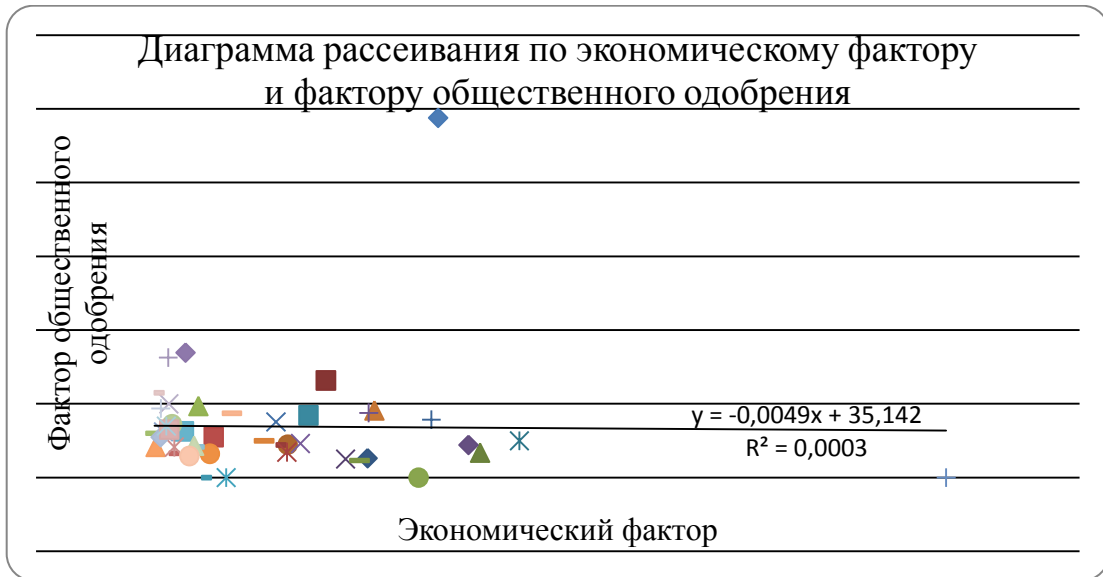 Диаграмма рассеивания по экономическому фактору
и фактору общественного одобрения
Фактор общественного
одобрения
y = -0,0049x + 35,142
R² = 0,0003
Экономический фактор